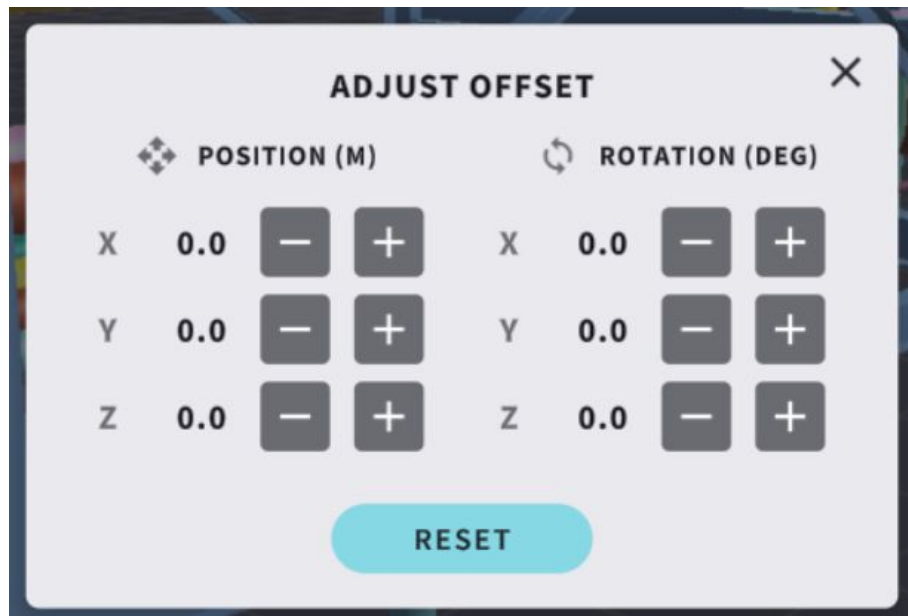 ADJUST OFFSET
POSITION (M) ROTATION (DEG)
X 0.0 − + X 0.0 − +
Y 0.0 − + Y 0.0 − +
Z 0.0 − + Z 0.0 − +
RESET